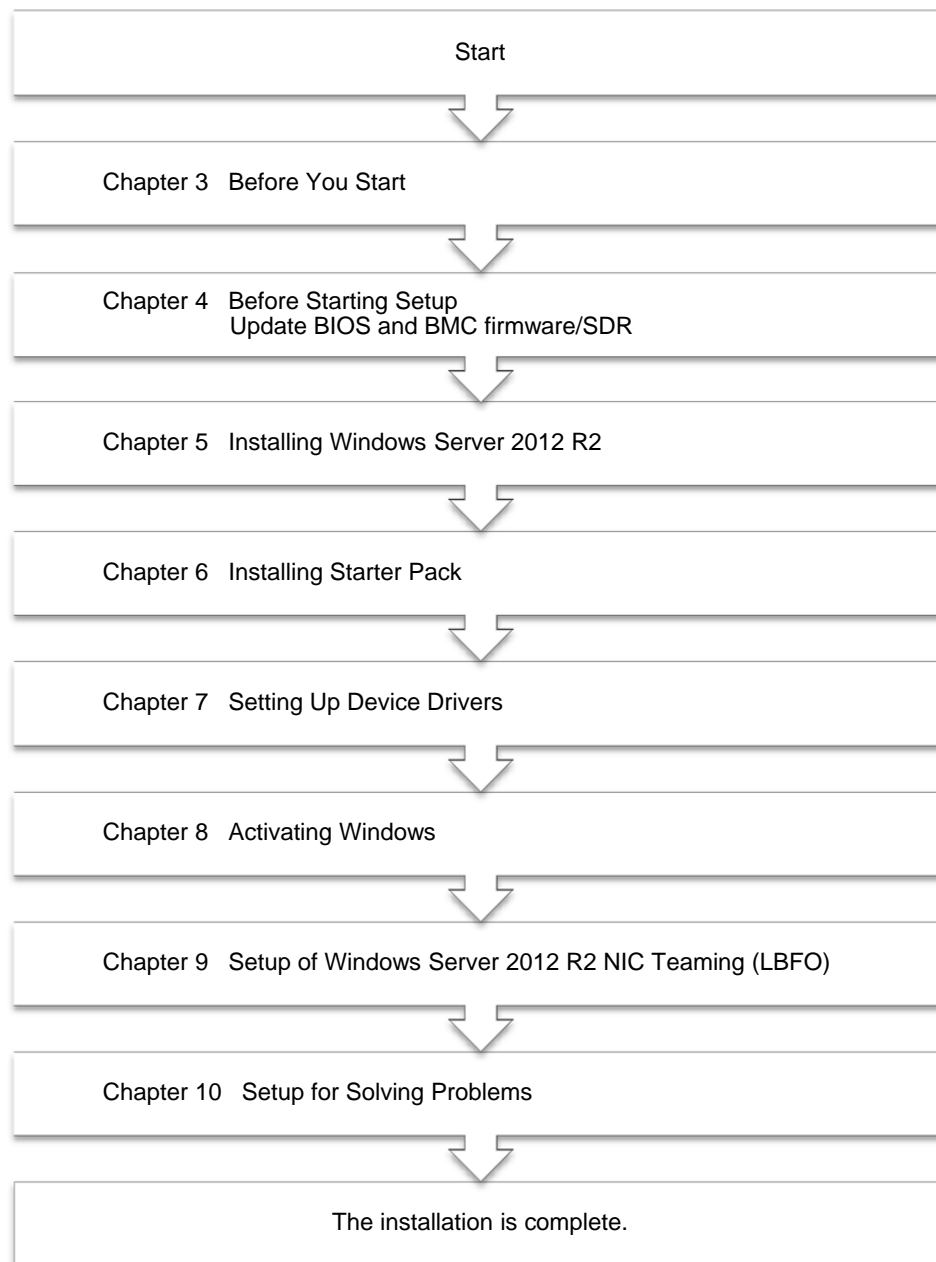 Start
Chapter 3 Before You Start
Chapter 4 Before Starting Setup
Update BIOS and BMC firmware/SDR
Chapter 5 Installing Windows Server 2012 R2
Chapter 6 Installing Starter Pack
Chapter 7 Setting Up Device Drivers
Chapter 8 Activating Windows
Chapter 9 Setup of Windows Server 2012 R2 NIC Teaming (LBFO)
Chapter 10 Setup for Solving Problems
The installation is complete.